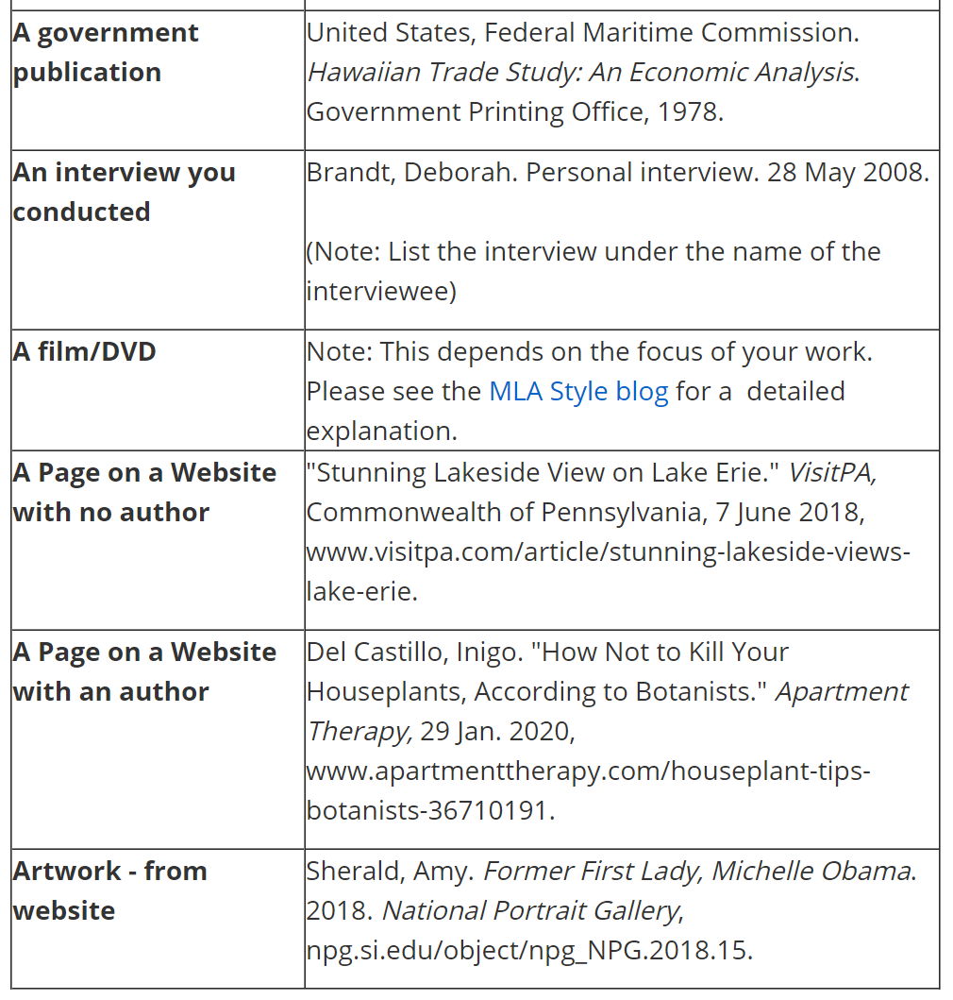 A government
publication
United States, Federal Maritime Commission.
Hawaiian Trade Study: An Economic Analysis.
Government Printing Office, 1978.
An interview you
conducted
Brandt, Deborah. Personal interview. 28 May 2008.
(Note: List the interview under the name of the
interviewee)
A film/DVD
Note: This depends on the focus of your work.
Please see the MLA Style blog for a  detailed
explanation.
A Page on a Website
with no author
"Stunning Lakeside View on Lake Erie." VisitPA,
Commonwealth of Pennsylvania, 7 June 2018,
www.visitpa.com/article/stunning-lakeside-views-
lake-erie.
A Page on a Website
with an author
Del Castillo, Inigo. "How Not to Kill Your
Houseplants, According to Botanists." Apartment
Therapy, 29 Jan. 2020,
www.apartmenttherapy.com/houseplant-tips-
botanists-36710191.
Artwork - from
website
Sherald, Amy. Former First Lady, Michelle Obama.
2018. National Portrait Gallery,
npg.si.edu/object/npg_NPG.2018.15.